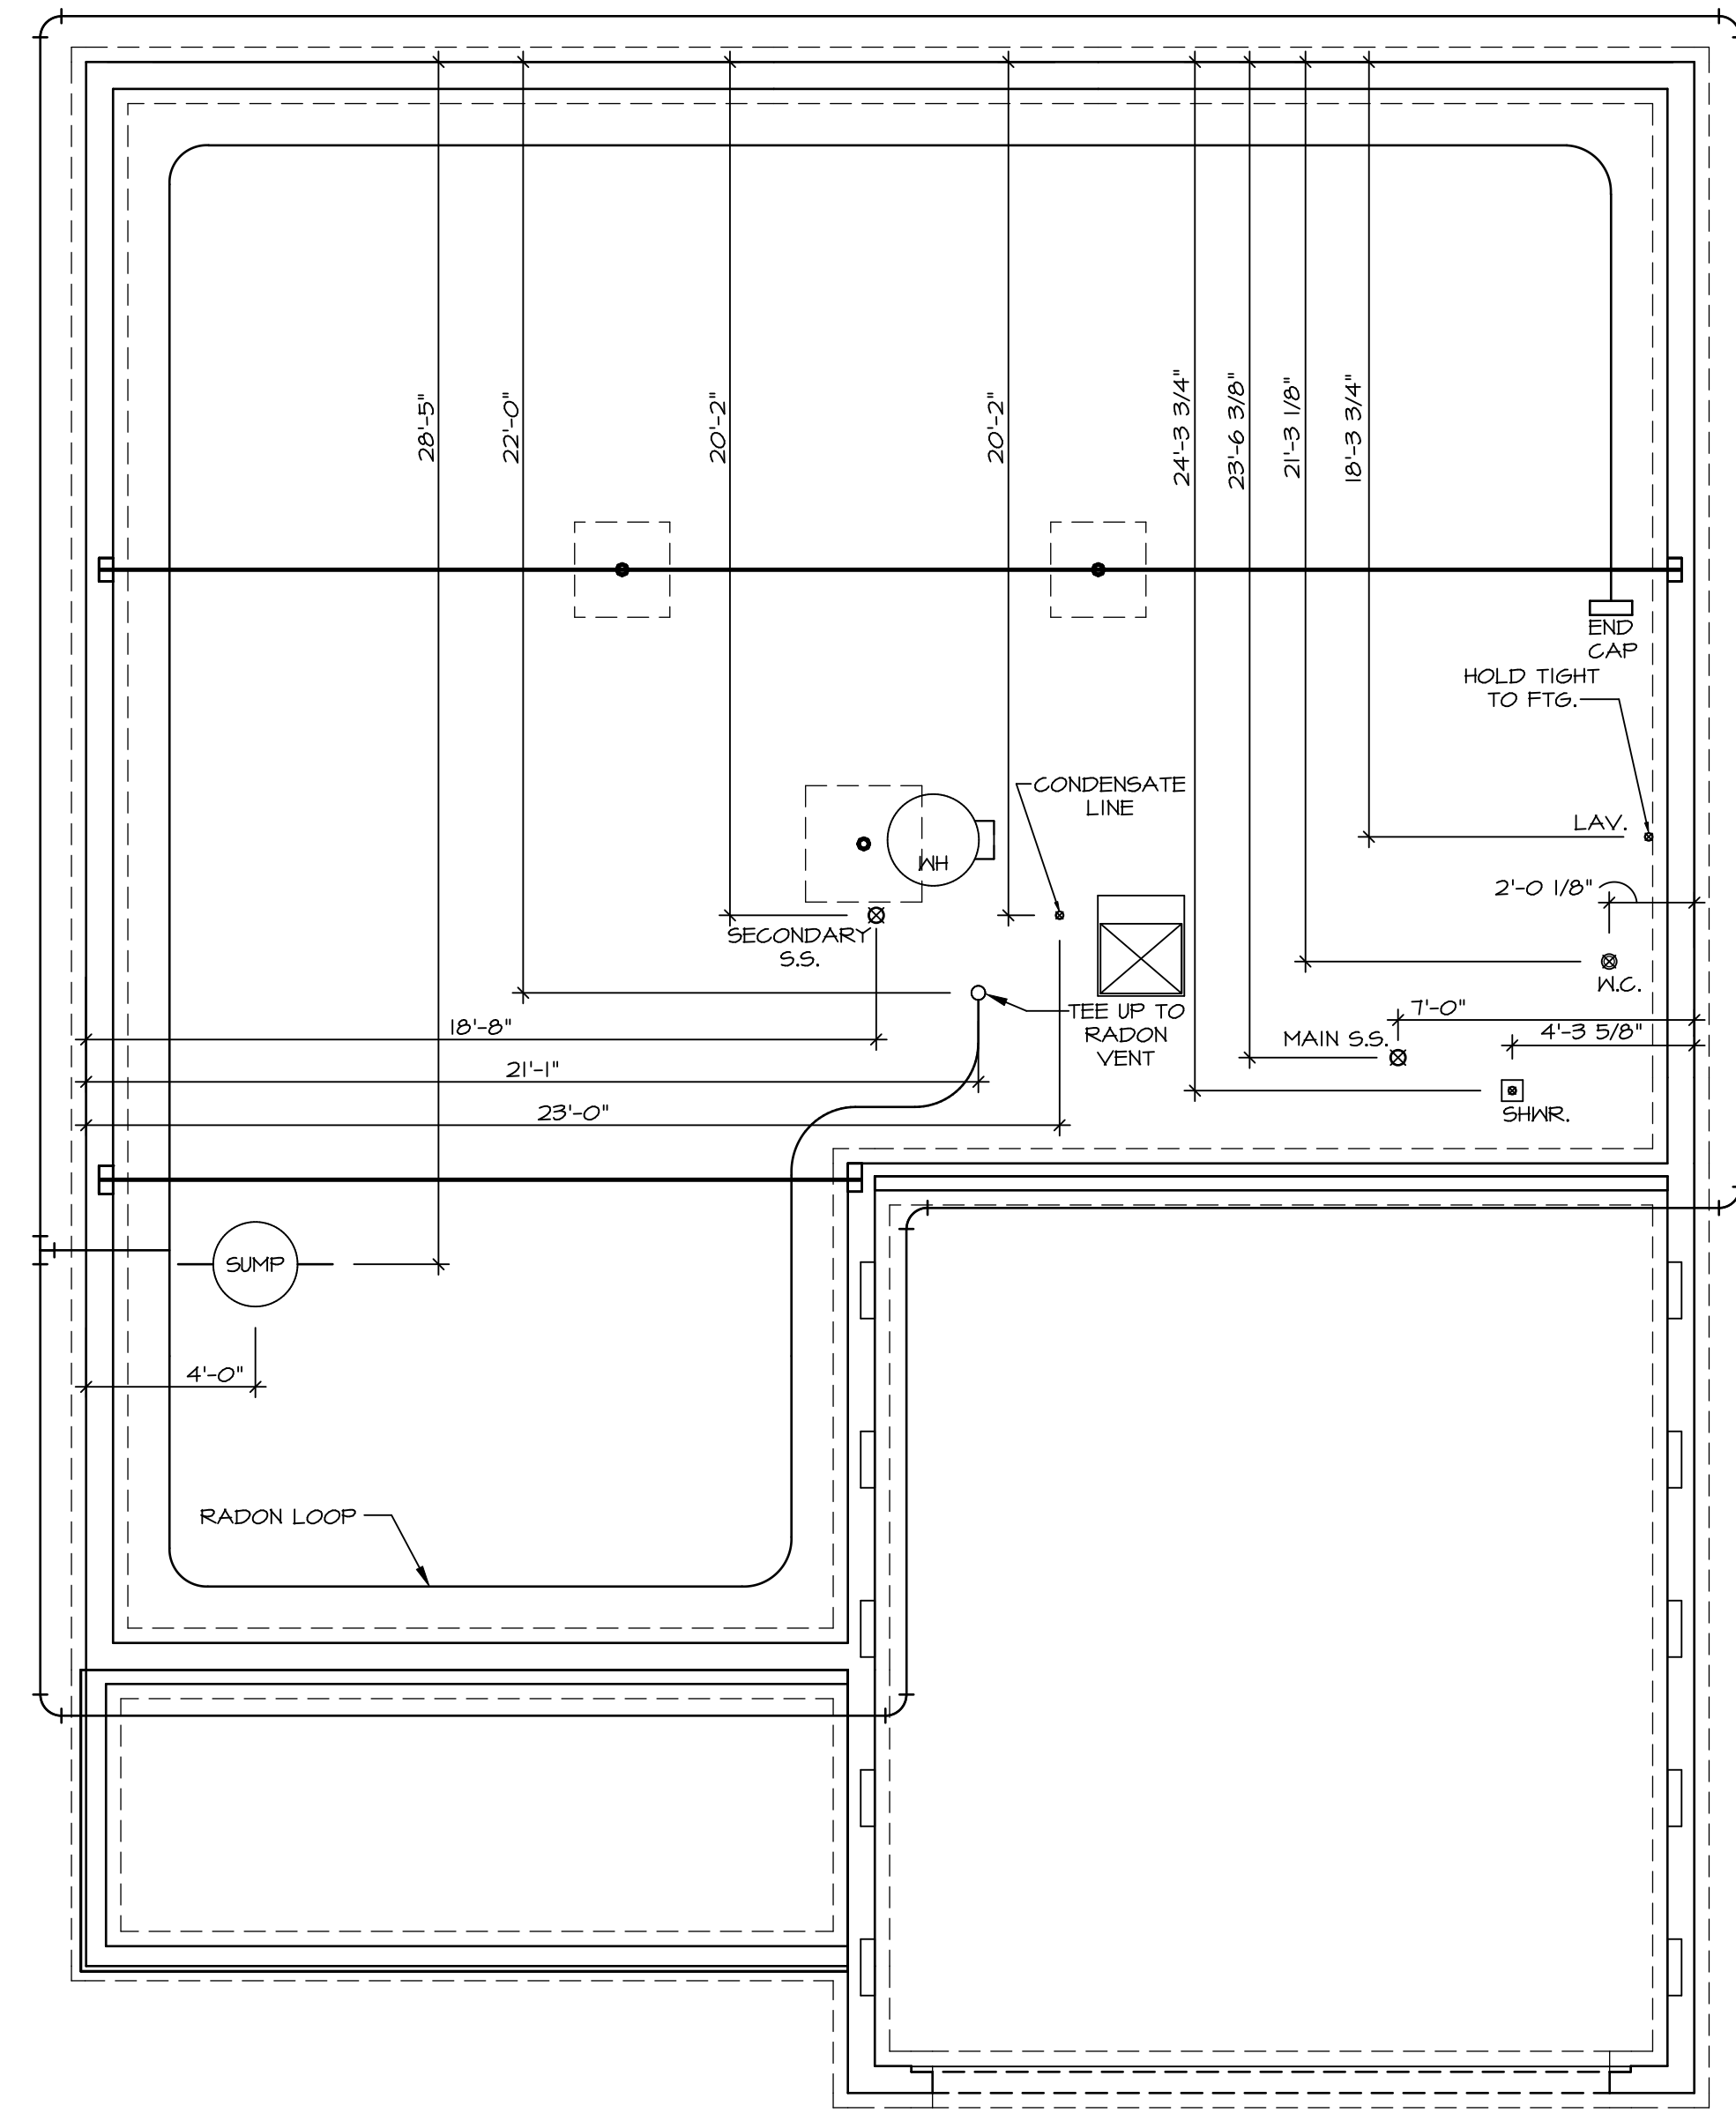 28'-5"
22'-0"
20'-2"
20'-2"
24'-3 3/4"
23'-6 3/8"
21'-3 1/8"
18'-3 3/4"
END
CAP
HOLD TIGHT
TO FTG.
CONDENSATE
LINE
LAV.
WH
2'-0 1/8"
SECONDARY
S.S.
W.C.
TEE UP TO
RADON
VENT
7'-0"
18'-8"
MAIN S.S.
4'-3 5/8"
21'-1"
23'-0"
SHWR.
SUMP
4'-0"
RADON LOOP